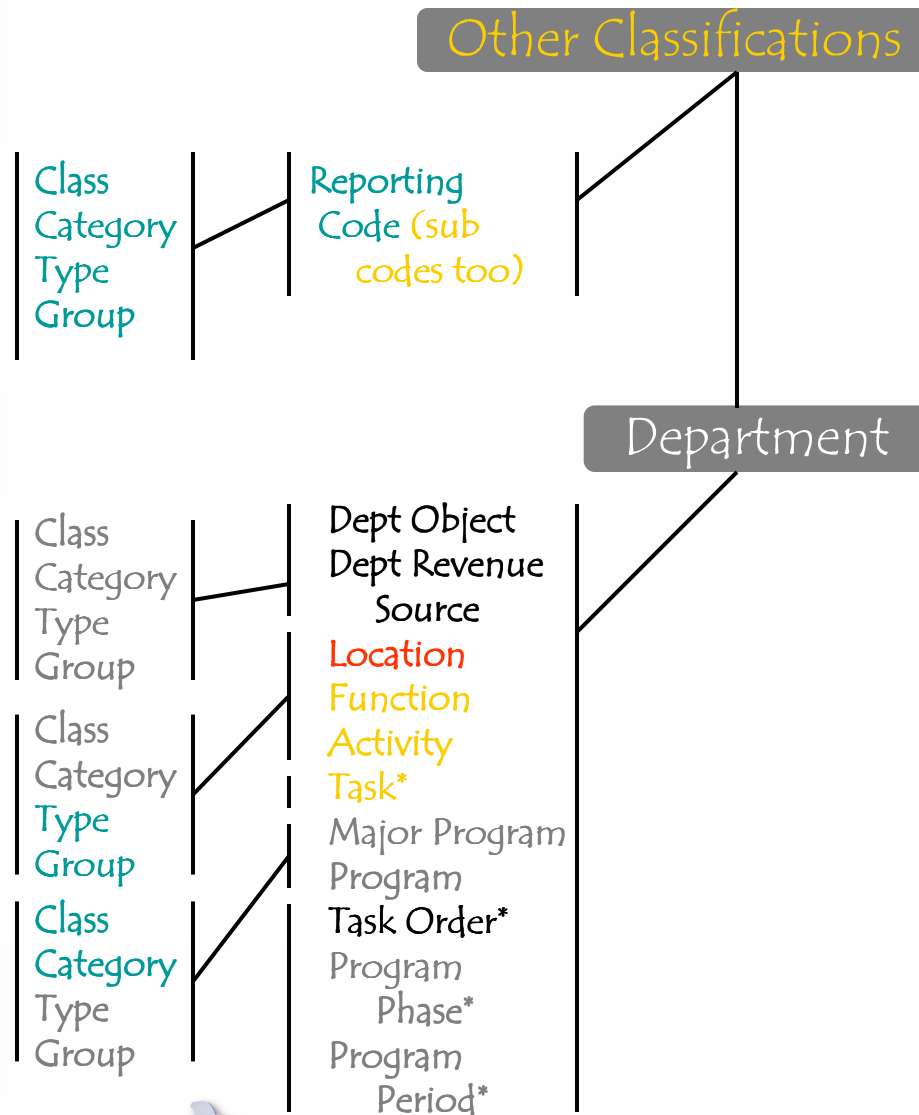 Other Classifications
Class
Category
Type
Group
Reporting
Code (sub
codes too)
Department
Class
Category
Type
Group
Class
Category
Type
Group
Class
Category
Type
Group
Dept Object
Dept Revenue
Source
Location
Function
Activity
Task*
Major Program
Program
Task Order*
Program
Phase*
Program
Period*